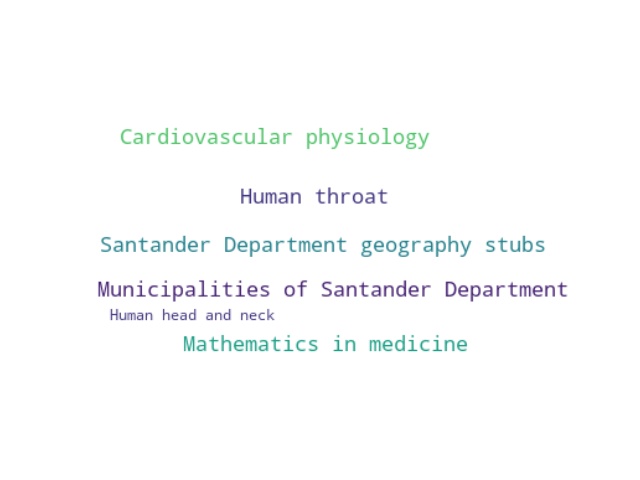 Cardiovascular physiology
Human throat
Santander Department geography stubs
Municipalities of Santander Department
Human head and neck
Mathematics in medicine